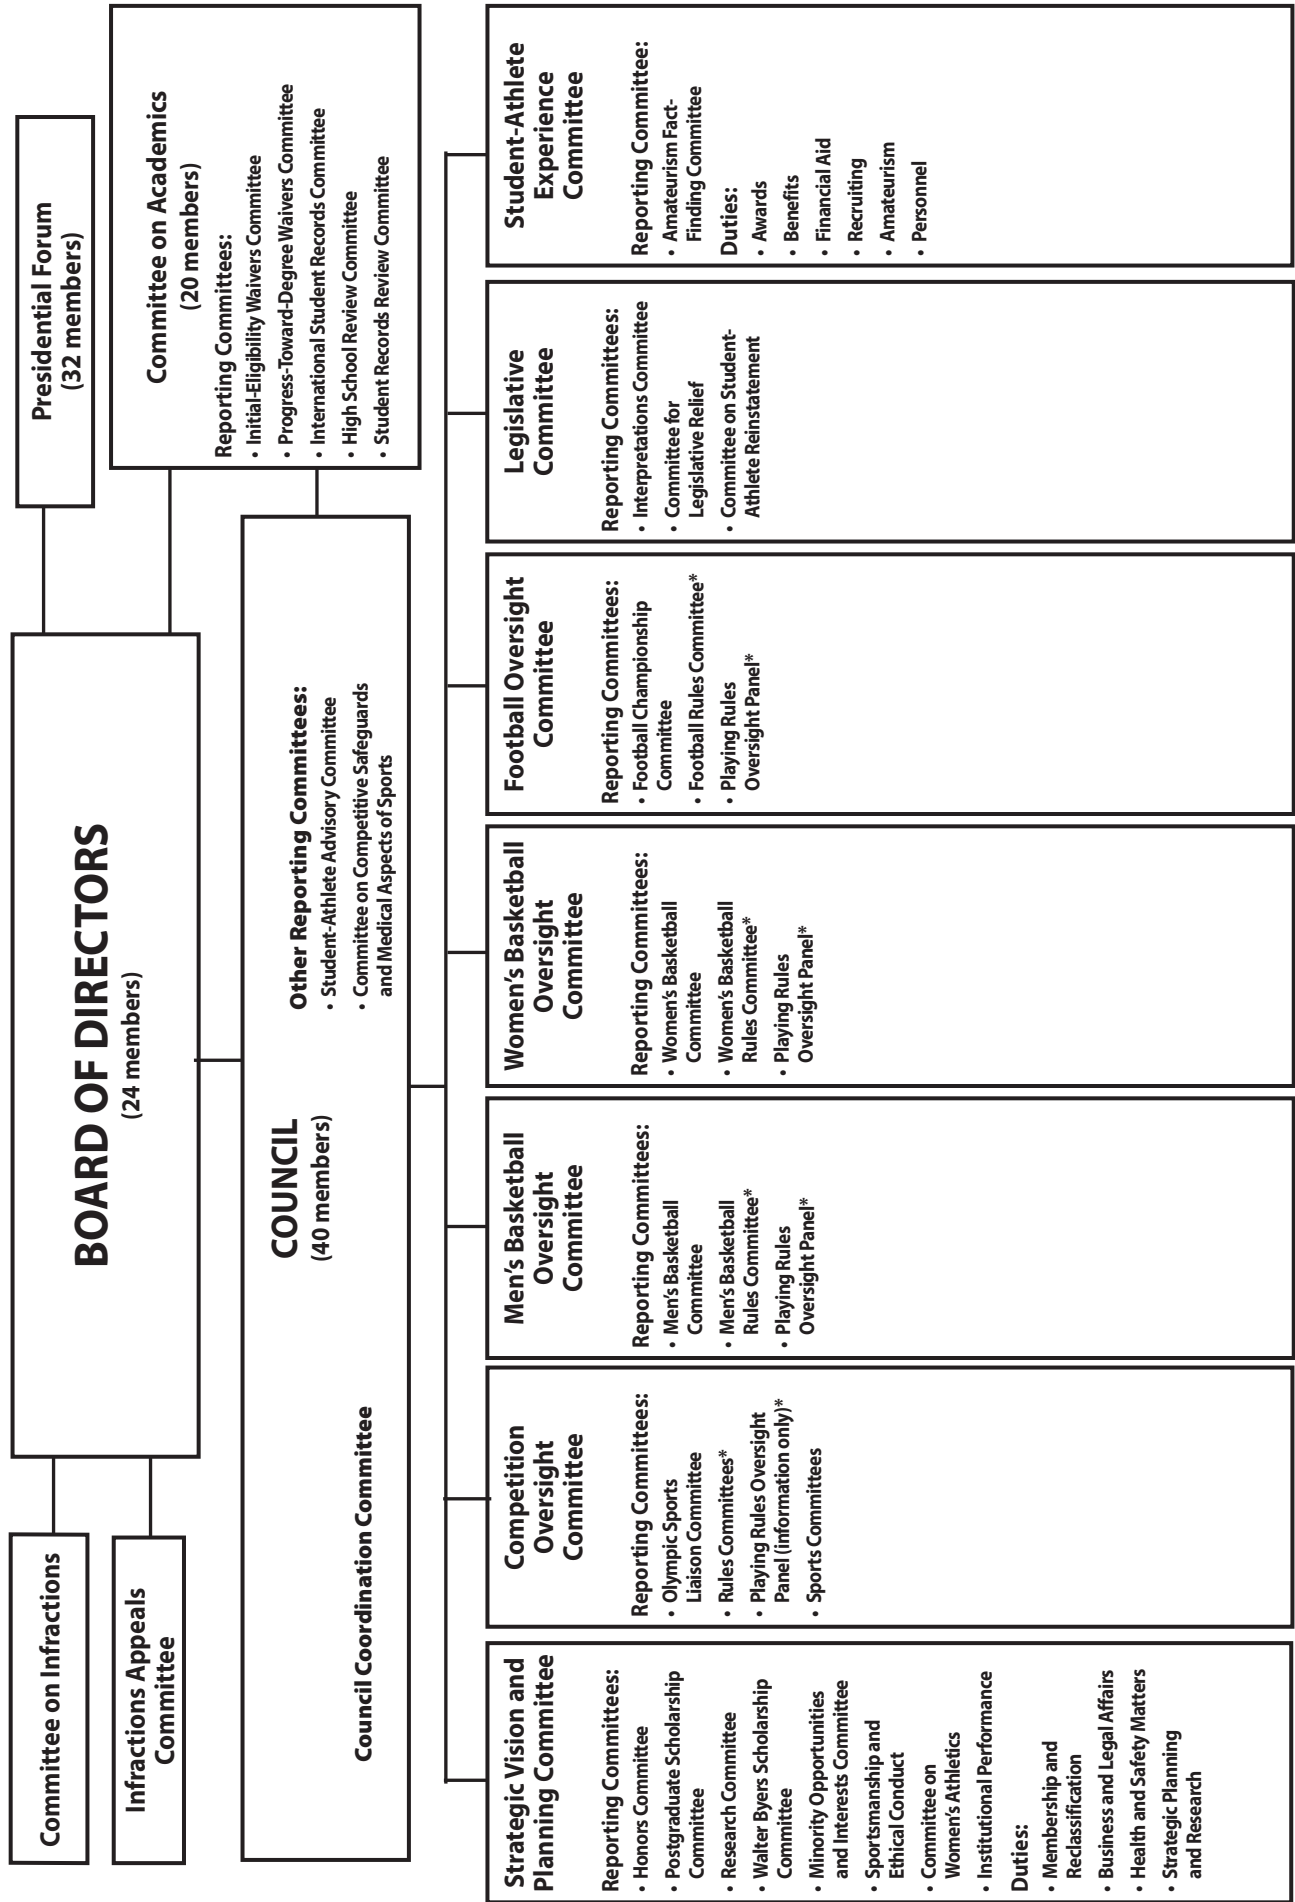 Committee on Infractions
Infractions Appeals
Committee
BOARD OF DIRECTORS
(24 members)
Presidential Forum
(32 members)
Committee on Academics
(20 members)
Reporting Committees:
• Initial-Eligibility Waivers Committee
• Progress-Toward-Degree Waivers Committee
• International Student Records Committee
• High School Review Committee
• Student Records Review Committee
COUNCIL
(40 members)
Council Coordination Committee
Other Reporting Committees:
• Student-Athlete Advisory Committee
• Committee on Competitive Safeguards
and Medical Aspects of Sports
Strategic Vision and
Planning Committee
Reporting Committees:
• Honors Committee
• Postgraduate Scholarship
Committee
• Research Committee
• Walter Byers Scholarship
Committee
• Minority Opportunities
and Interests Committee
• Sportsmanship and
Ethical Conduct
• Committee on
Women's Athletics
• Institutional Performance
Duties:
• Membership and
Reclassification
• Business and Legal Affairs
• Health and Safety Matters
• Strategic Planning
and Research
Competition
Oversight
Committee
Reporting Committees:
• Olympic Sports
Liaison Committee
• Rules Committees*
• Playing Rules Oversight
Panel (information only)*
• Sports Committees
Men's Basketball
Oversight
Committee
Reporting Committees:
• Men's Basketball
Committee
• Men's Basketball
Rules Committee*
• Playing Rules
Oversight Panel*
Women's Basketball
Oversight
Committee
Reporting Committees:
• Women's Basketball
Committee
• Women's Basketball
Rules Committee*
• Playing Rules
Oversight Panel*
Football Oversight
Committee
Reporting Committees:
• Football Championship
Committee
• Football Rules Committee*
• Playing Rules
Oversight Panel*
Legislative
Committee
Reporting Committees:
• Interpretations Committee
• Committee for
Legislative Relief
• Committee on Student-
Athlete Reinstatement
Student-Athlete
Experience
Committee
Reporting Committee:
• Amateurism Fact-
Finding Committee
Duties:
• Awards
• Benefits
• Financial Aid
• Recruiting
• Amateurism
• Personnel